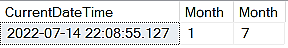 CurrentDateTime Month Month
2022-07-14 22:08:55.127 1 7